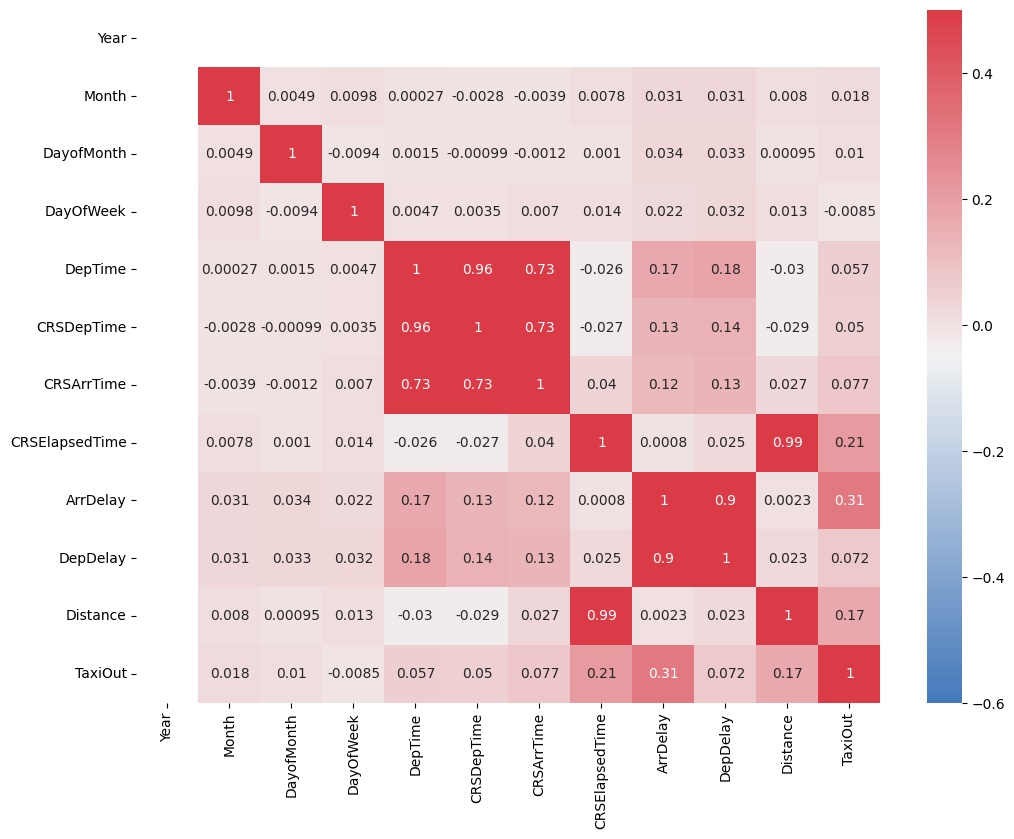 Year
Month 1 0.0049 0.0098 0.00027 -0.0028 -0.0039 0.0078 0.031 0.031 0.008 0.018
DayofMonth 0.0049 1 -0.0094 0.0015 -0.00099 -0.0012 0.001 0.034 0.033 0.00095 0.01
DayOfWeek 0.0098 -0.0094 1 0.0047 0.0035 0.007 0.014 0.022 0.032 0.013 -0.0085
DepTime 0.00027 0.0015 0.0047 1 0.96 0.73 -0.026 0.17 0.18 -0.03 0.057
CRSDepTime -0.0028 -0.00099 0.0035 0.96 1 0.73 -0.027 0.13 0.14 -0.029 0.05
CRSArrTime -0.0039 -0.0012 0.007 0.73 0.73 1 0.04 0.12 0.13 0.027 0.077
CRSElapsedTime 0.0078 0.001 0.014 -0.026 -0.027 0.04 1 0.0008 0.025 0.99 0.21
ArrDelay 0.031 0.034 0.022 0.17 0.13 0.12 0.0008 1 0.9 0.0023 0.31
DepDelay 0.031 0.033 0.032 0.18 0.14 0.13 0.025 0.9 1 0.023 0.072
Distance 0.008 0.00095 0.013 -0.03 -0.029 0.027 0.99 0.0023 0.023 1 0.17
TaxiOut 0.018 0.01 -0.0085 0.057 0.05 0.077 0.21 0.31 0.072 0.17 1
Year
Month
DayofMonth
DayOfWeek
DepTime
CRSDepTime
CRSArrTime
CRSElapsedTime
ArrDelay
DepDelay
Distance
TaxiOut
0.4
0.2
0.0
−0.2
−0.4
−0.6